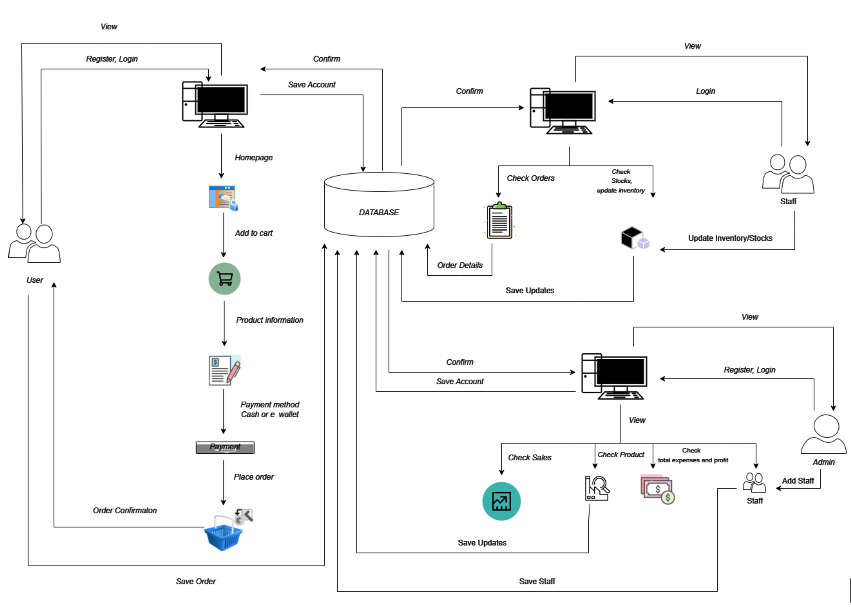 View
Register, Login
Confirm
Save Account
Homepage
Add to cart
Product information
Payment method
Cash or e wallet
Payment
Place order
Order Confirmaton
User
Save Order
DATABASE
View
Login
Confirm
Check Orders
Check
Stocks,
update inventory
Staff
Update Inventory/Stocks
Order Details
Save Updates
View
Confirm
Save Account
Register, Login
View
Check Sales
Check Product
Check
total expenses and profit
Admin
Add Staff
Staff
Save Updates
Save Staff